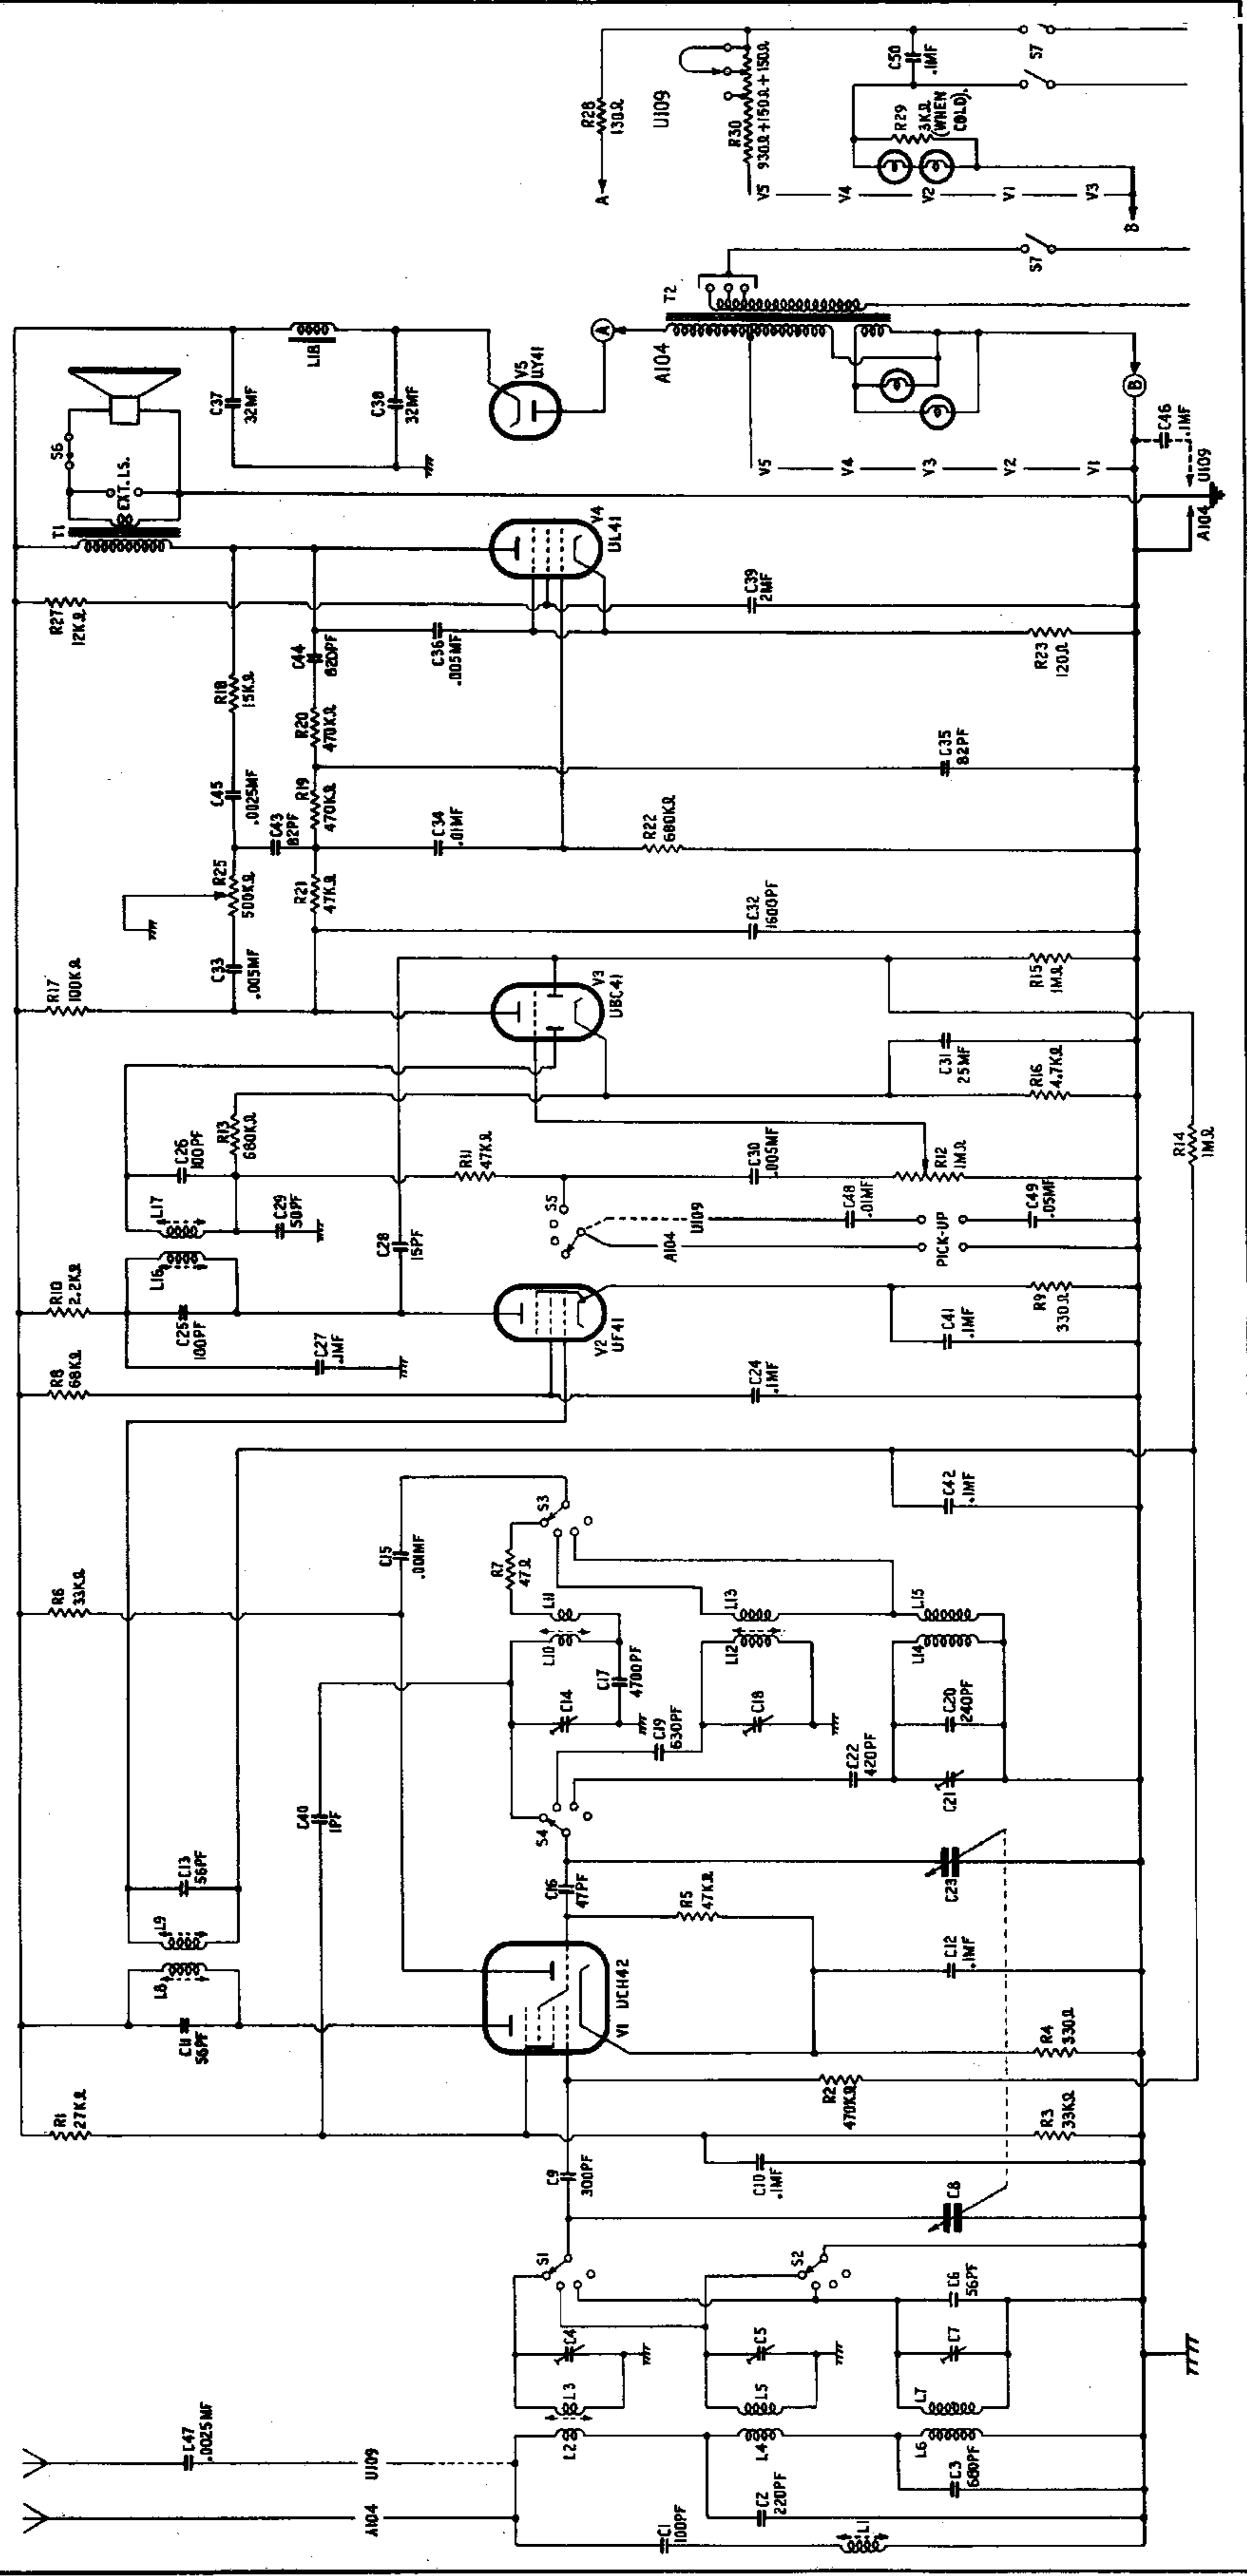 C47
.0025MF
U109
A104
C1
100PF
L1
L2
L3
C4
C2
220PF
L4
L5
C5
C3
680PF
L6
L7
C7
C6
56PF
S1
S2
C8
C9
300PF
C10
.1MF
R1
27KΩ
R3
33KΩ
R2
470KΩ
R4
330Ω
C11
56PF
L8
L9
C13
56PF
V1
UCH42
C12
.1MF
R5
47KΩ
C16
47PF
C23
S4
C40
1PF
C14
L10
L11
C17
4700PF
C19
630PF
C18
L12
L13
C22
420PF
C21
C20
240PF
L14
L15
R6
33KΩ
C15
.001MF
R7
47Ω
S3
C42
.1MF
R8
68KΩ
R10
2.2KΩ
C25
100PF
C27
.1MF
L16
L17
C26
100PF
C29
50PF
R13
680KΩ
C28
15PF
V2
UF41
C24
.1MF
C41
.1MF
R9
330Ω
R11
47KΩ
S5
A104
U109
C48
.01MF
PICK-UP
C49
.05MF
C30
.005MF
R12
1MΩ
R14
1MΩ
R16
4.7KΩ
C31
25MF
R15
1MΩ
V3
UBC41
R17
100KΩ
C33
.005MF
R25
500KΩ
R21
47KΩ
C32
1600PF
C43
82PF
C45
.0025MF
R18
15KΩ
R19
470KΩ
R20
470KΩ
C34
.01MF
R22
680KΩ
C35
82PF
C44
820PF
C36
.005MF
R27
12KΩ
C39
2MF
R23
120Ω
V4
UL41
T1
EXT. LS.
S6
C37
32MF
L18
C38
32MF
V5
UY41
A
A104
T2
V5
V4
V3
V2
V1
B
C46
.1MF
A104
U109
S7
A
R28
130Ω
U109
R30
930Ω+150Ω+150Ω
V5
V4
V2
V1
V3
B
R29
3KΩ
(WHEN
COLD).
C50
.1MF
S7